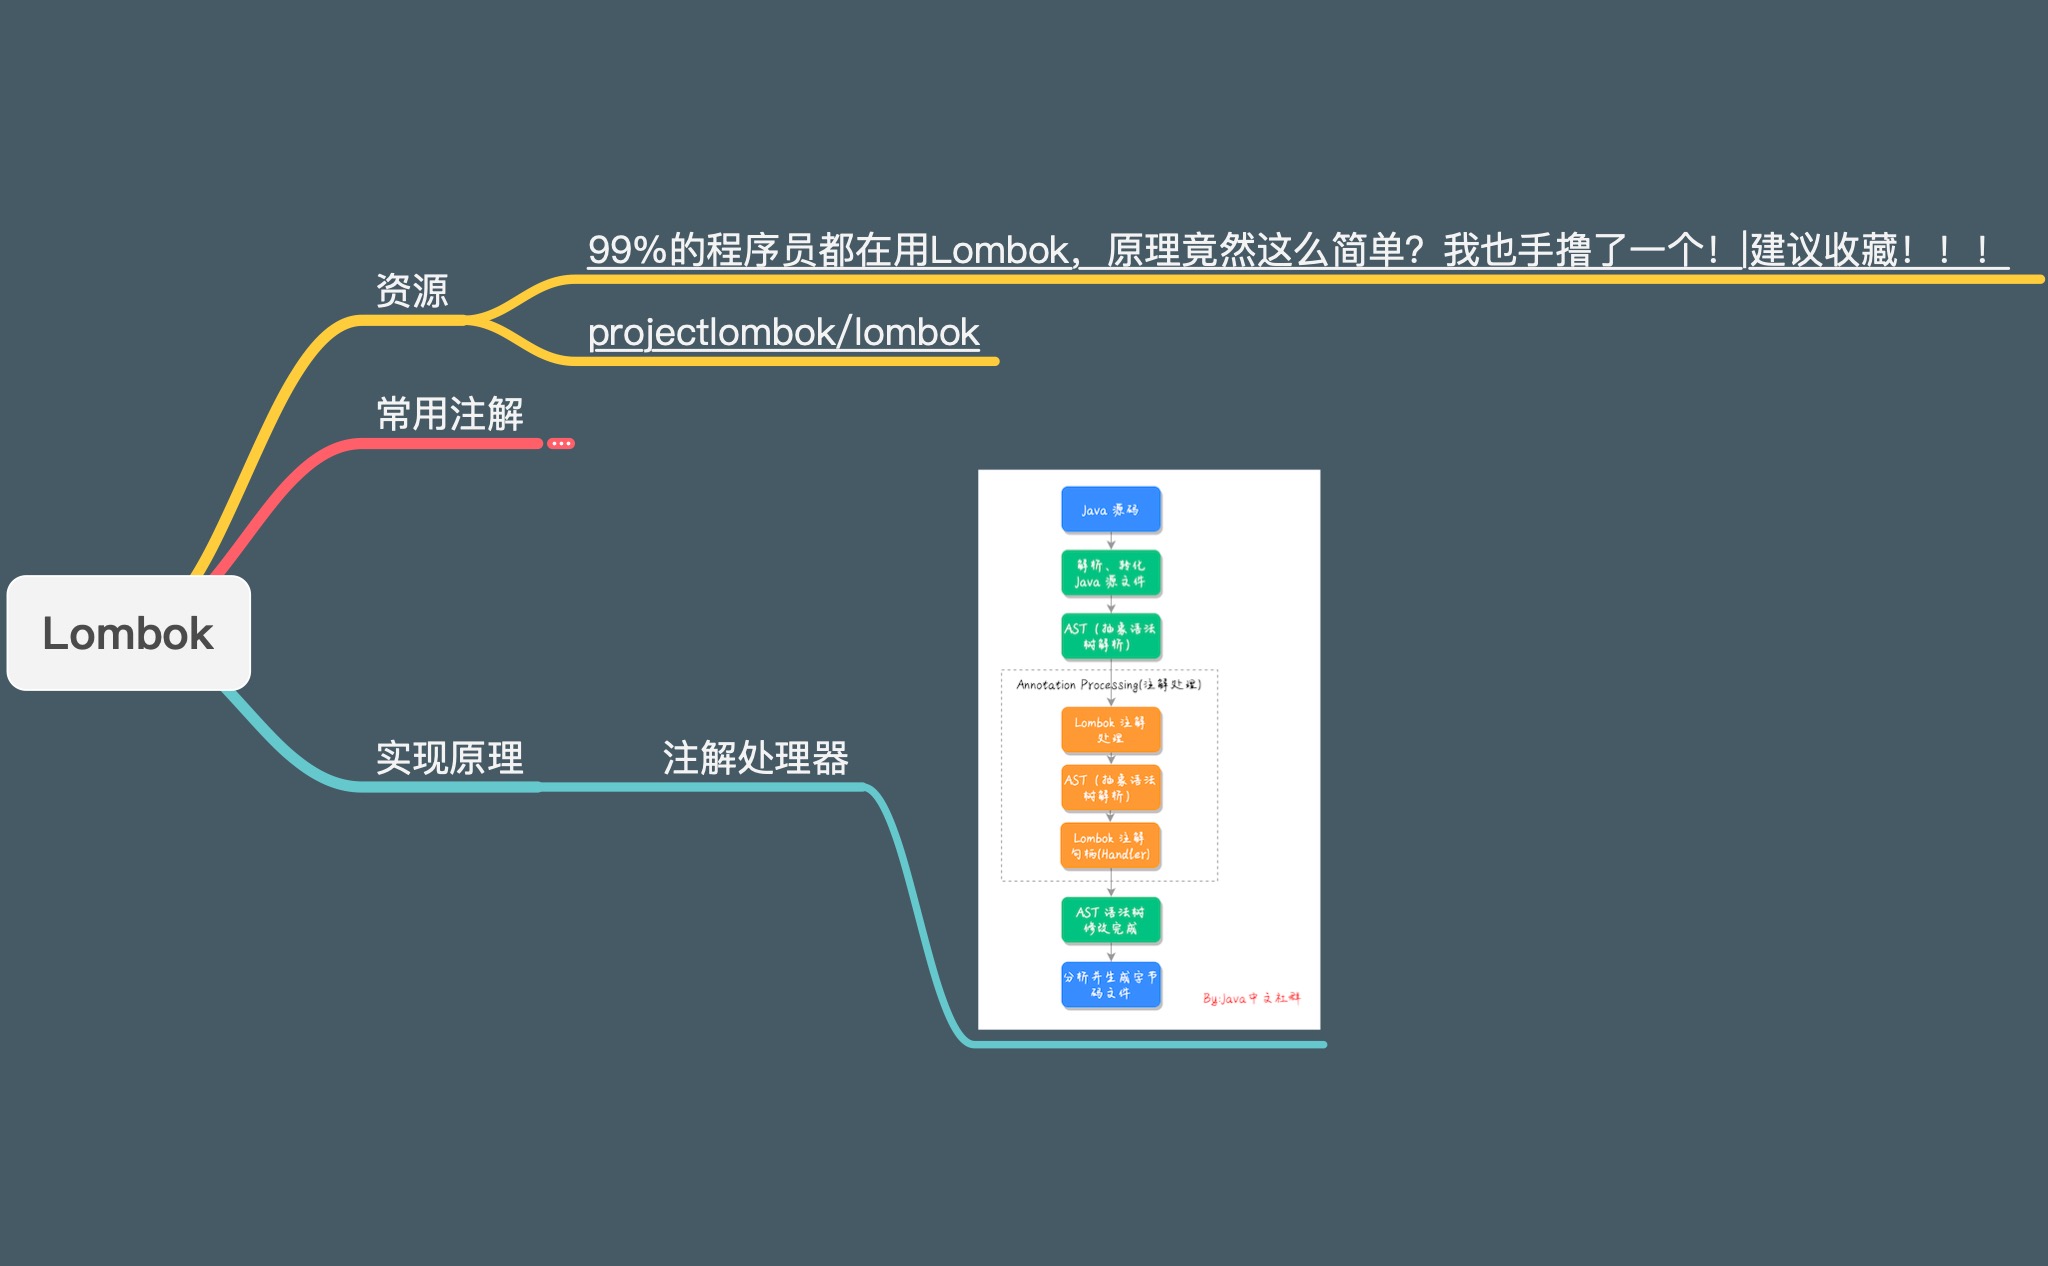 99%的程序员都在用Lombok，原理竟然这么简单？我也手撸了一个！|建议收藏！！！
资源
projectlombok/lombok
常用注解
Lombok
实现原理
注解处理器
Java 源码
解析、转化
Java 源文件
AST（抽象语法
树解析）
Annotation Processing(注解处理)
Lombok 注解
处理
AST（抽象语法
树解析）
Lombok 注解
句柄(Handler)
AST 语法树
修改完成
分析并生成字节
码文件
By:Java中文社群